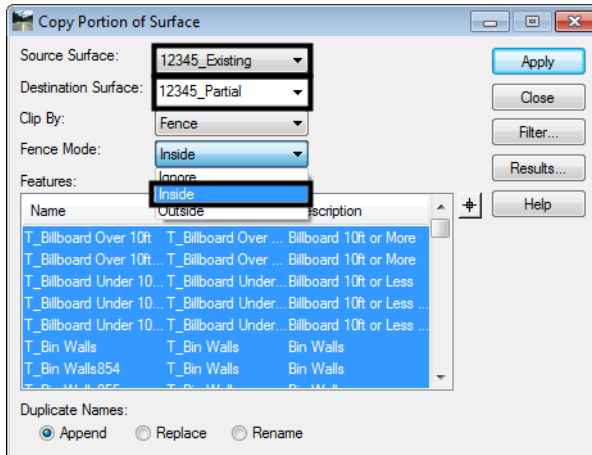 Copy Portion of Surface
Source Surface: 12345_Existing Apply
Destination Surface: 12345_Partial Close
Clip By: Fence Filter...
Fence Mode: Inside Results...
Ignore
Features: Inside Help
Name Outside
T_Billboard Over 10ft T_Billboard Over ... Billboard 10ft or More
T_Billboard Over 10ft... T_Billboard Over ... Billboard 10ft or More
T_Billboard Under 10... T_Billboard Under... Billboard 10ft or Less
T_Billboard Under 10... T_Billboard Under... Billboard 10ft or Less ...
T_Billboard Under 10... T_Billboard Under... Billboard 10ft or Less ...
T_Bin Walls T_Bin Walls Bin Walls
T_Bin Walls854 T_Bin Walls Bin Walls
Duplicate Names:
Append Replace Rename